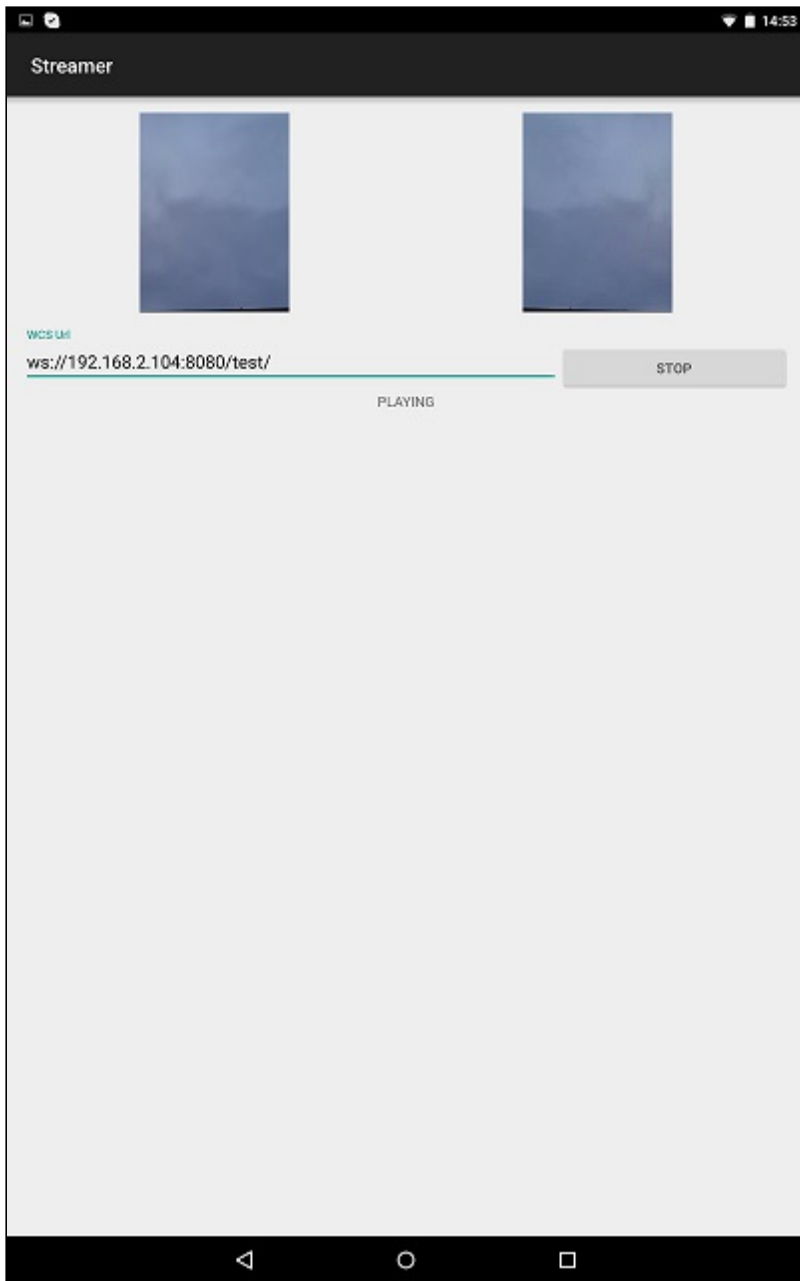 14:53
Streamer
WCS Url
ws://192.168.2.104:8080/test/
STOP
PLAYING